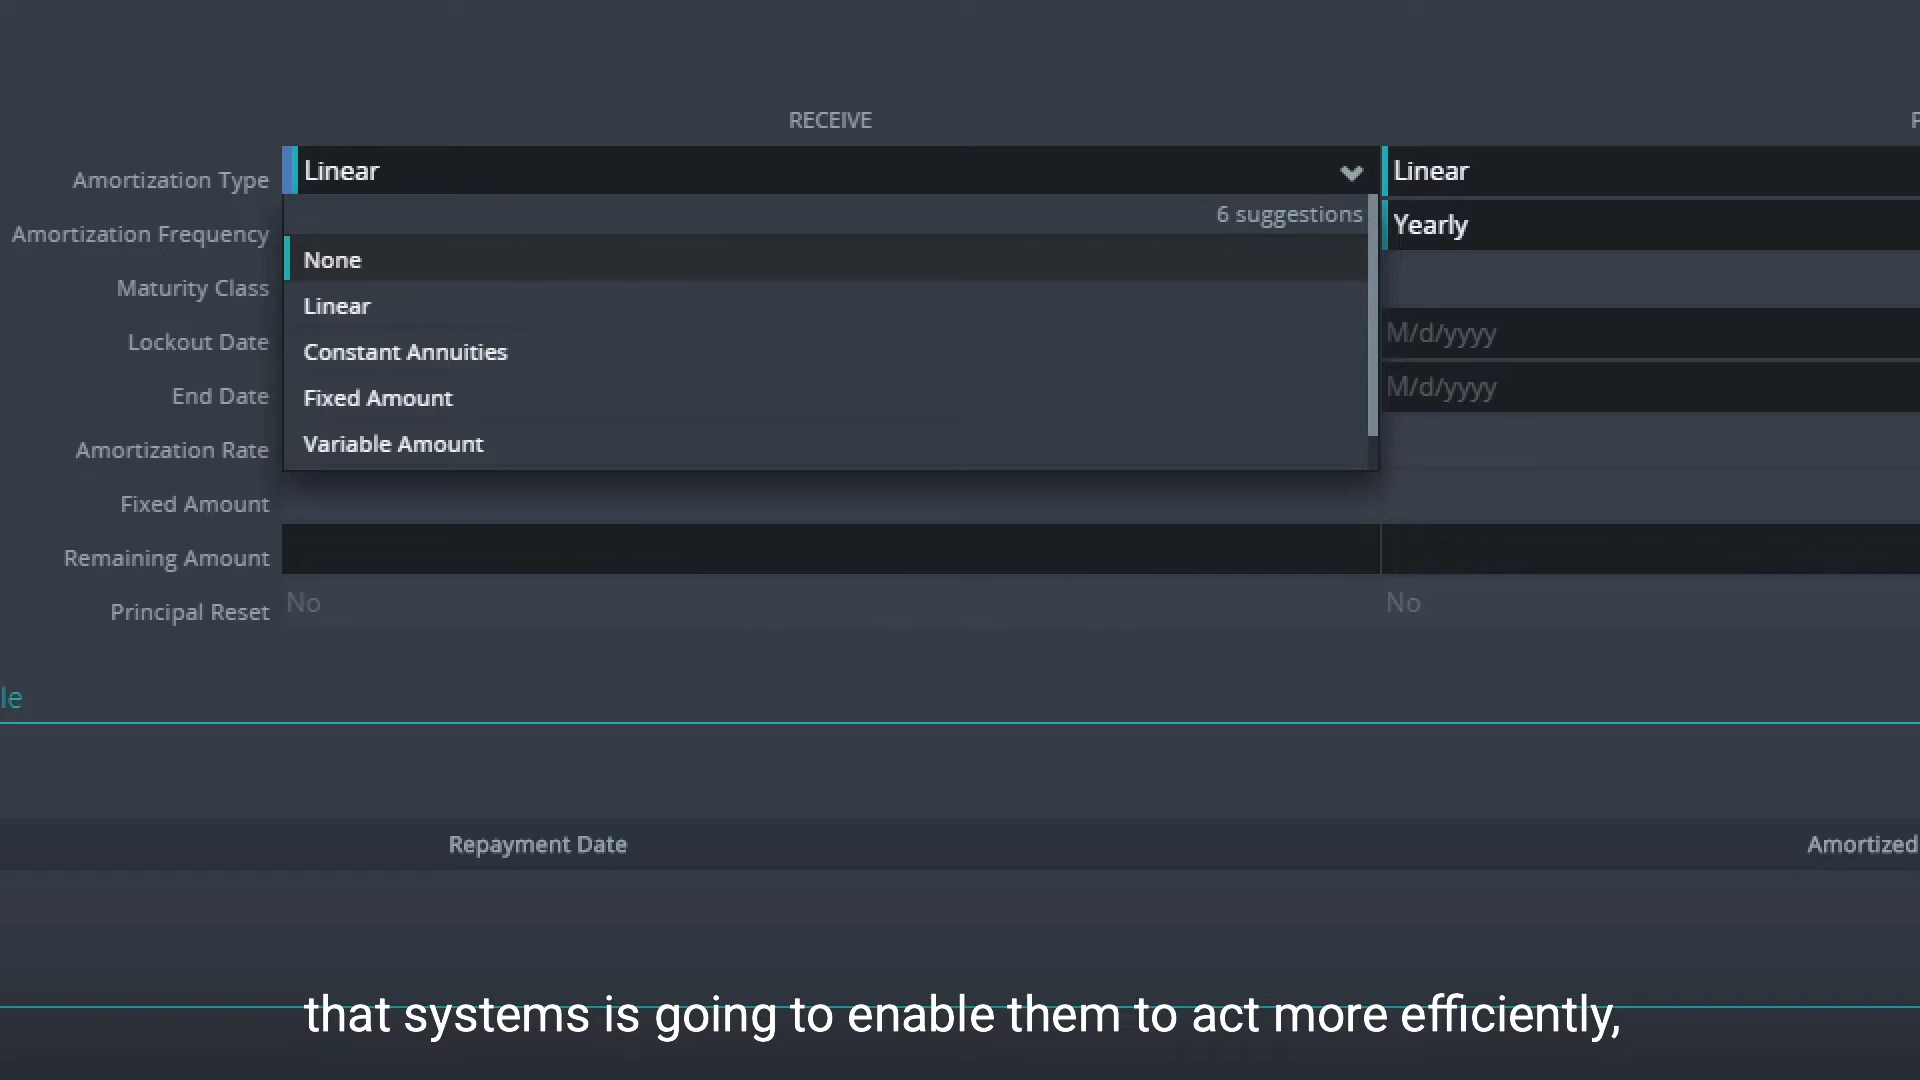 RECEIVE
Amortization Type
Linear
Linear
6 suggestions
Amortization Frequency
Yearly
None
Maturity Class
Linear
Lockout Date
Constant Annuities
M/d/yyyy
End Date
Fixed Amount
M/d/yyyy
Amortization Rate
Variable Amount
Fixed Amount
Remaining Amount
Principal Reset
No
No
le
Repayment Date
Amortized
that systems is going to enable them to act more efficiently,